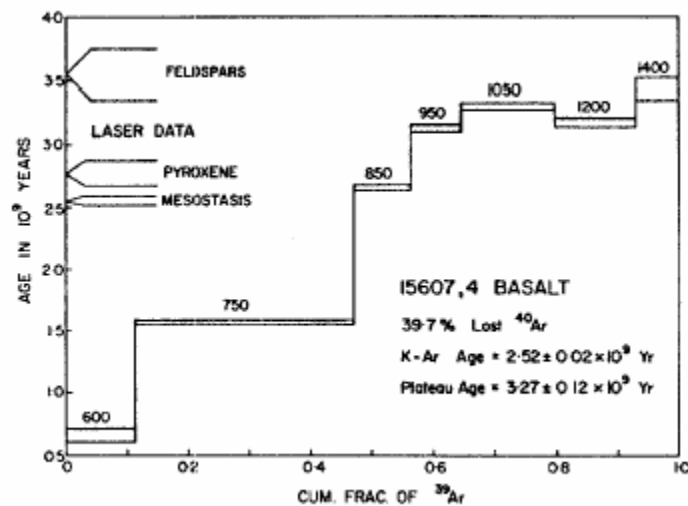 4.0
3.5
3.0
2.5
2.0
1.5
1.0
0.5
AGE IN 10⁹ YEARS
FELDSPARS
LASER DATA
PYROXENE
MESOSTASIS
600
750
850
950
1050
1200
1400
15607,4 BASALT
39·7% Lost ⁴⁰Ar
K-Ar Age = 2·52 ± 0·02 × 10⁹ Yr
Plateau Age = 3·27 ± 0·12 × 10⁹ Yr
0 0·2 0·4 0·6 0·8 1·0
CUM. FRAC. OF ³⁹Ar